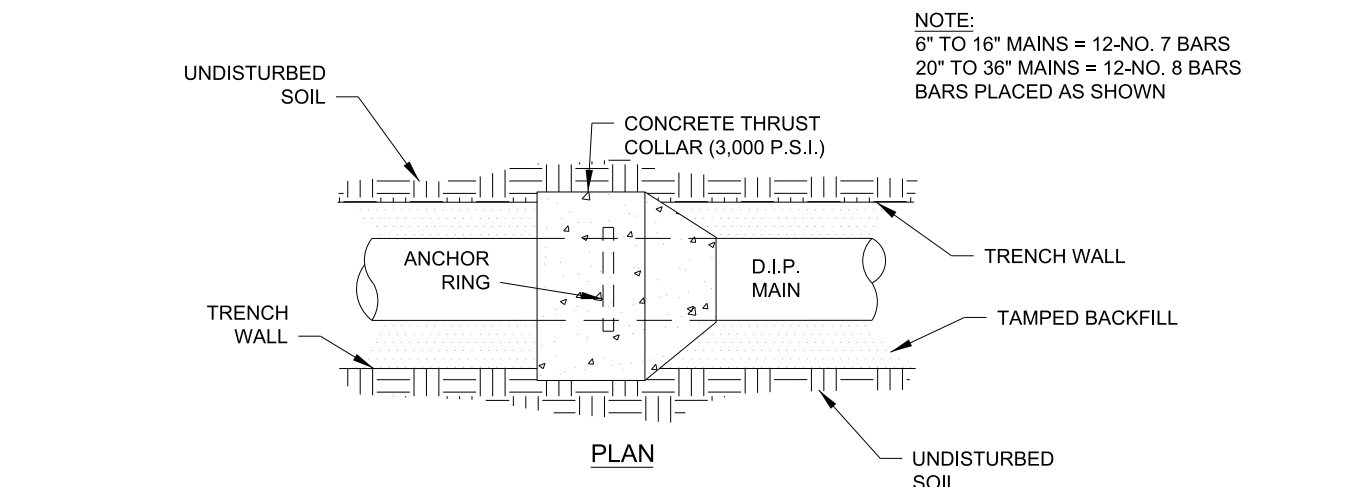 NOTE:
6" TO 16" MAINS = 12-NO. 7 BARS
20" TO 36" MAINS = 12-NO. 8 BARS
BARS PLACED AS SHOWN
UNDISTURBED
SOIL
CONCRETE THRUST
COLLAR (3,000 P.S.I.)
ANCHOR
RING
D.I.P.
MAIN
TRENCH WALL
TRENCH
WALL
TAMPED BACKFILL
PLAN
UNDISTURBED
SOIL